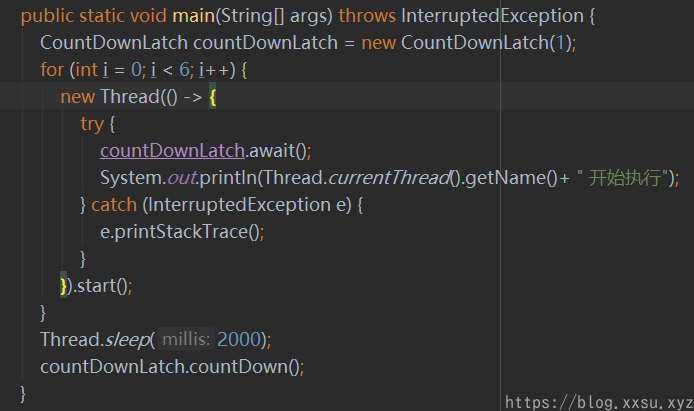 public static void main(String[] args) throws InterruptedException {
CountDownLatch countDownLatch = new CountDownLatch(1);
for (int i = 0; i < 6; i++) {
new Thread(() -> {
try {
countDownLatch.await();
System.out.println(Thread.currentThread().getName()+ " 开始执行");
} catch (InterruptedException e) {
e.printStackTrace();
}
}).start();
}
Thread.sleep( millis: 2000);
countDownLatch.countDown();
}
https://blog.xxsu.xyz